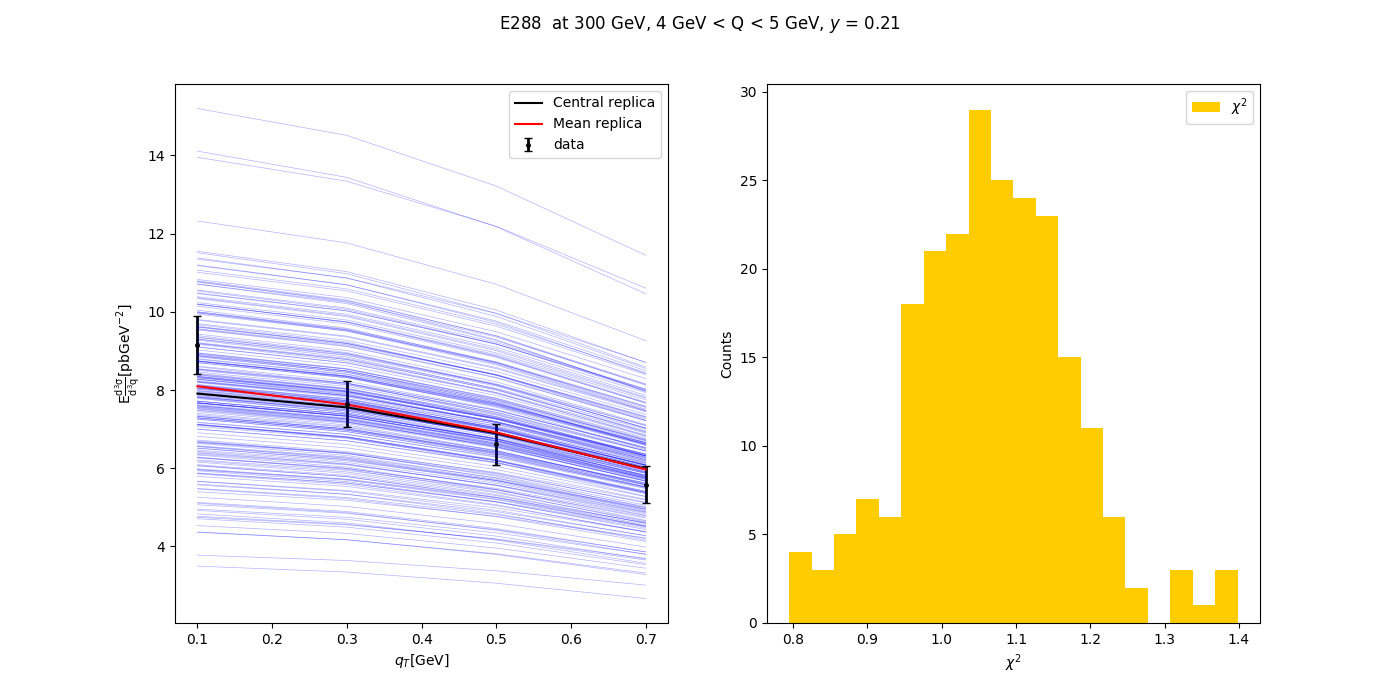 E288 at 300 GeV, 4 GeV < Q < 5 GeV, y = 0.21
Central replica
Mean replica
data
14
12
10
8
6
4
E d³σ/d³q [pbGeV⁻²]
0.1 0.2 0.3 0.4 0.5 0.6 0.7
q_T[GeV]
χ²
30
25
20
15
10
5
0
Counts
0.8 0.9 1.0 1.1 1.2 1.3 1.4
χ²